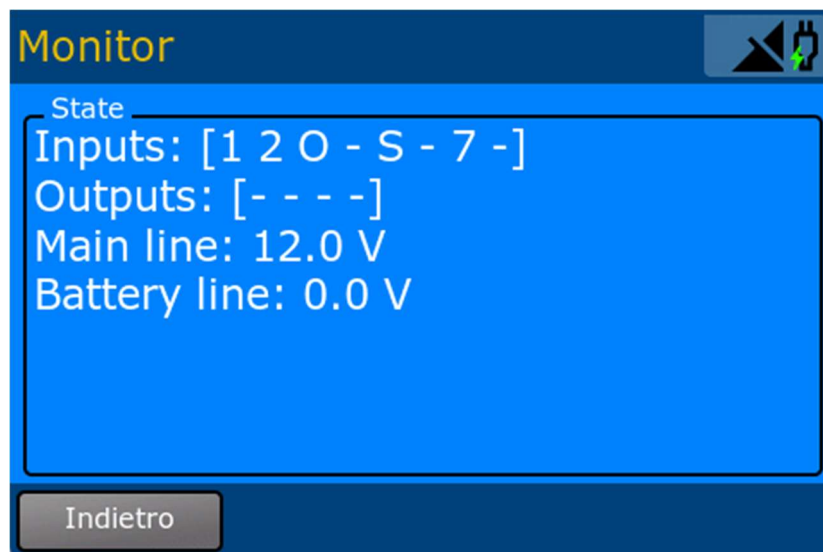 Monitor
State
Inputs: [1 2 O - S - 7 -]
Outputs: [- - - -]
Main line: 12.0 V
Battery line: 0.0 V
Indietro